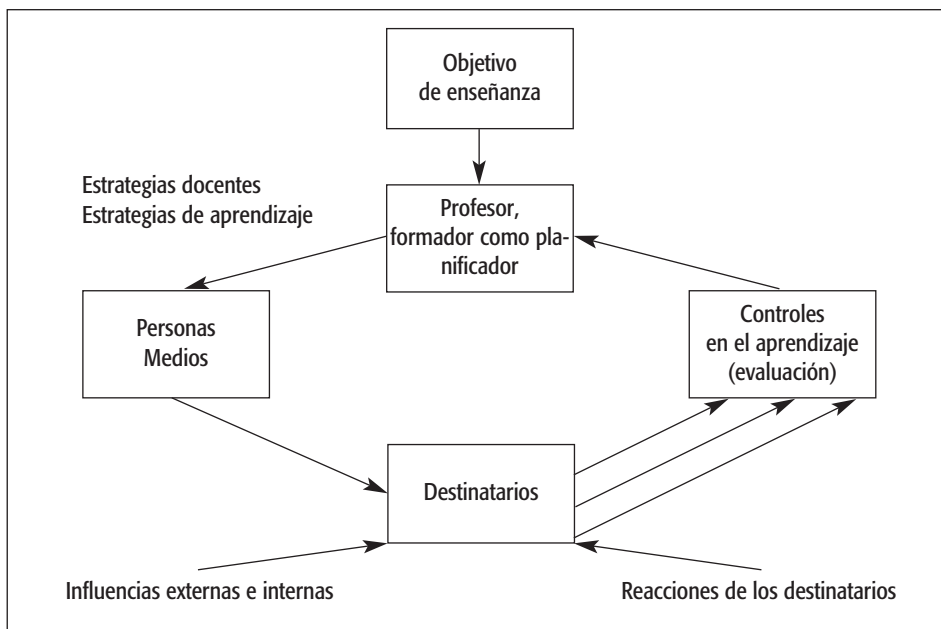 Objetivo
de enseñanza
Estrategias docentes
Estrategias de aprendizaje
Profesor,
formador como pla-
nificador
Personas
Medios
Controles
en el aprendizaje
(evaluación)
Destinatarios
Influencias externas e internas
Reacciones de los destinatarios